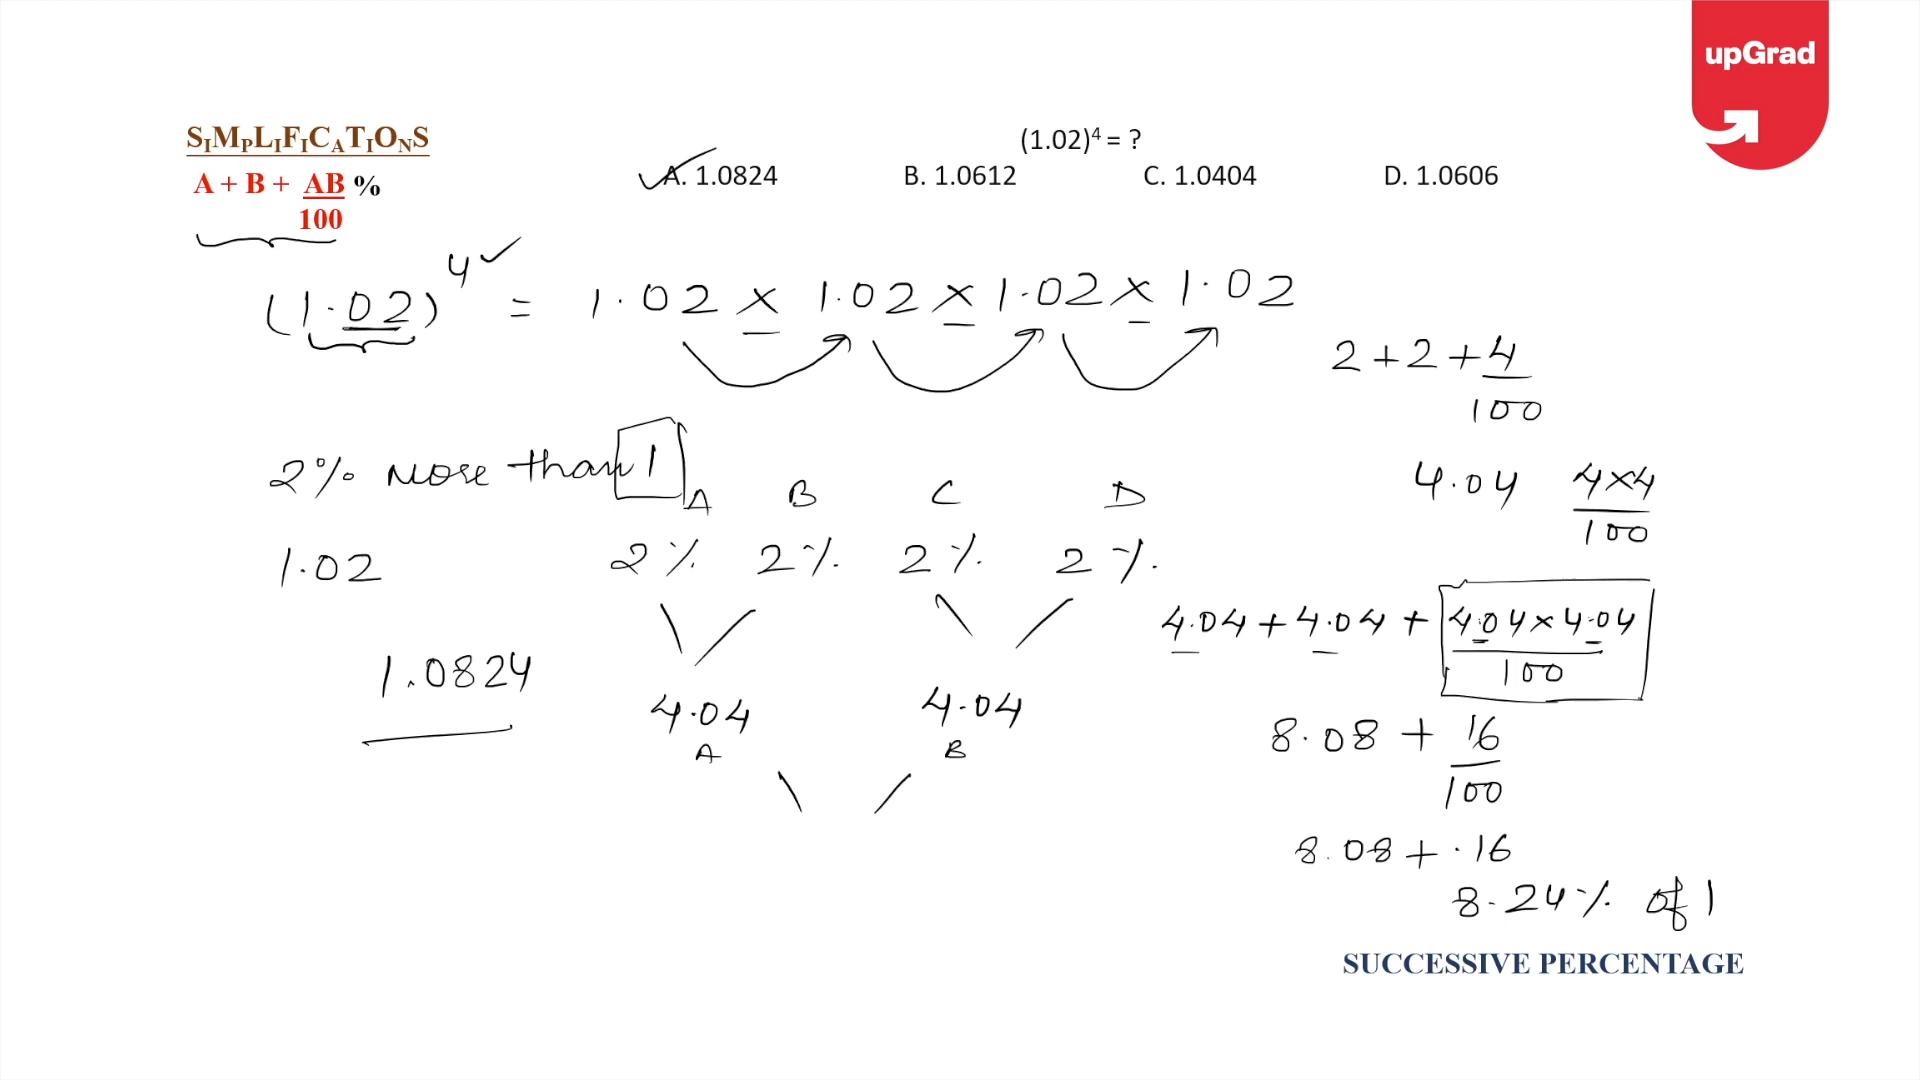 upGrad
SIMPLIFICATIONS
(1.02)⁴ = ?
A + B + AB/100 %
A. 1.0824 B. 1.0612 C. 1.0404 D. 1.0606
(1.02)⁴ = 1.02 × 1.02 × 1.02 × 1.02
2 + 2 + 4/100
2% more than 1
4.04 4×4/100
A B C D
1.02 2% 2% 2% 2%
4.04 + 4.04 + 4.04×4.04/100
1.0824
4.04 4.04
A B
8.08 + 16/100
8.08 + .16
8.24% of 1
SUCCESSIVE PERCENTAGE